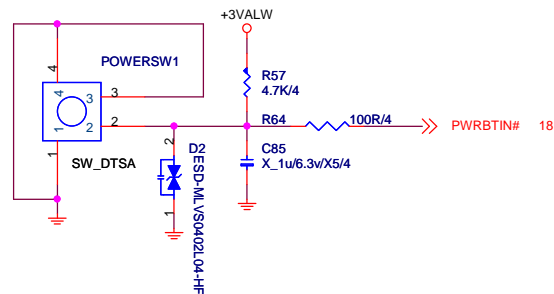 +3VALW
POWERSW1
4
4
3
3
1
2
2
1
SW_DTSA
R57
4.7K/4
R64
100R/4
PWRBTIN#
18
D2
2
1
ESD-MLVS0402L04-HF
C85
X_1u/6.3v/X5/4